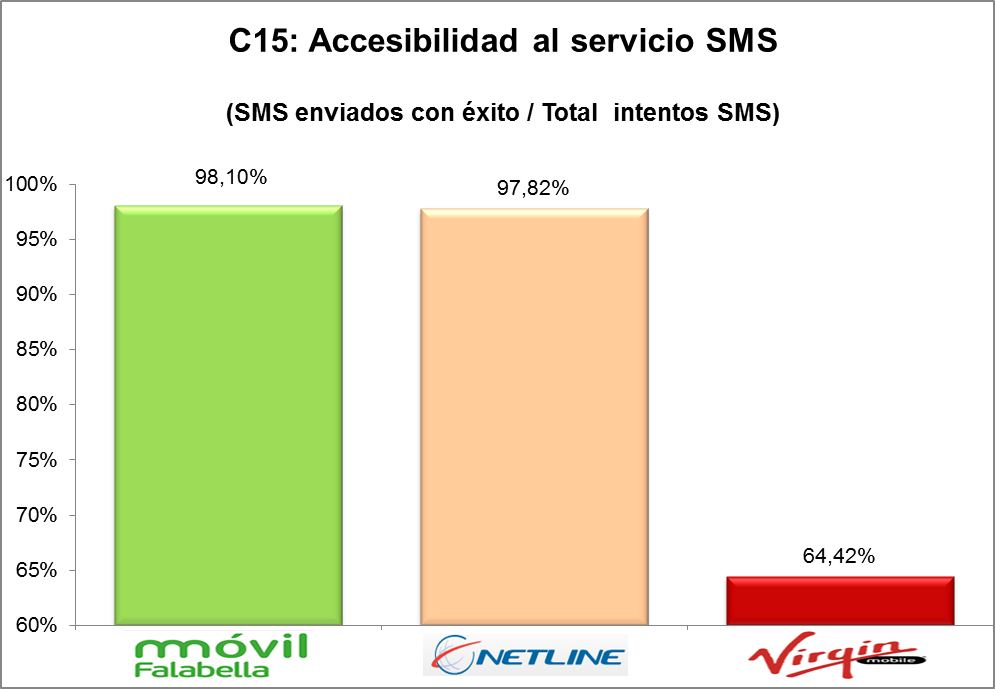 C15: Accesibilidad al servicio SMS
(SMS enviados con éxito / Total  intentos SMS)
100%
95%
90%
85%
80%
75%
70%
65%
60%
98,10%
97,82%
64,42%
móvil
Falabella
NETLINE
Virgin
mobile